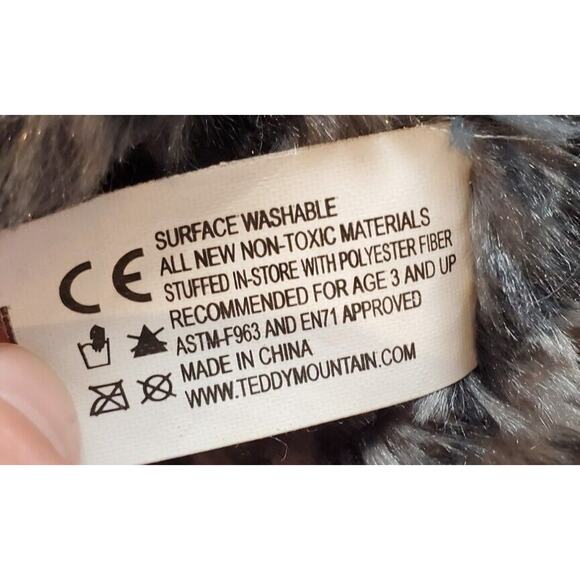 CE
SURFACE WASHABLE
ALL NEW NON-TOXIC MATERIALS
STUFFED IN-STORE WITH POLYESTER FIBER
RECOMMENDED FOR AGE 3 AND UP
ASTM-F963 AND EN71 APPROVED
MADE IN CHINA
WWW.TEDDYMOUNTAIN.COM